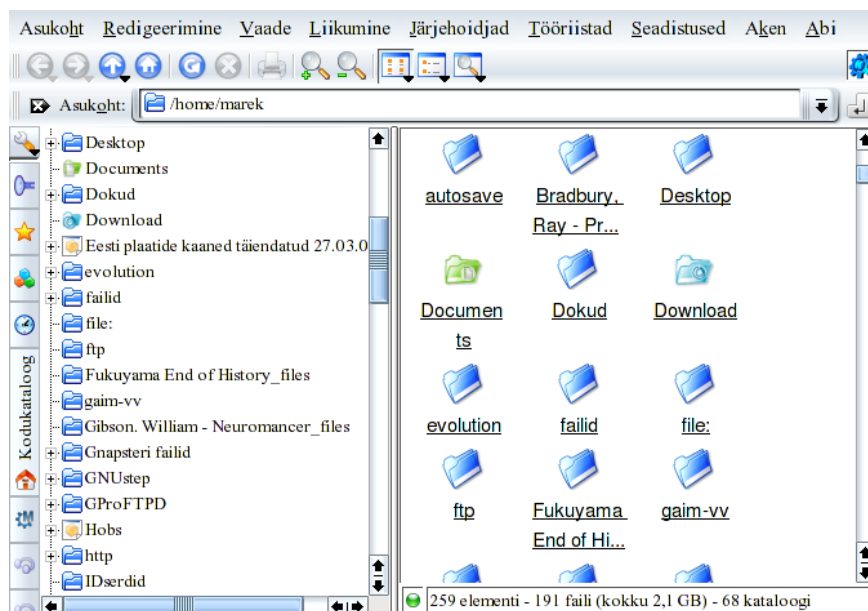 Asukoht Redigeerimine Vaade Liikumine Järjehoidjad Tööriistad Seadistused Aken Abi
Asukoht: /home/marek
Kodukataloog
Desktop
Documents
Dokud
Download
Eesti plaatide kaaned täiendatud 27.03.0
evolution
failid
file:
ftp
Fukuyama End of History_files
gaim-vv
Gibson. William - Neuromancer_files
Gnapsteri failid
GNUstep
GProFTPD
Hobs
http
IDserdid
autosave Bradbury, Desktop
Ray - Pr...
Documen Dokud Download
ts
evolution failid file:
ftp Fukuyama gaim-vv
End of Hi...
259 elementi - 191 faili (kokku 2,1 GB) - 68 kataloogi